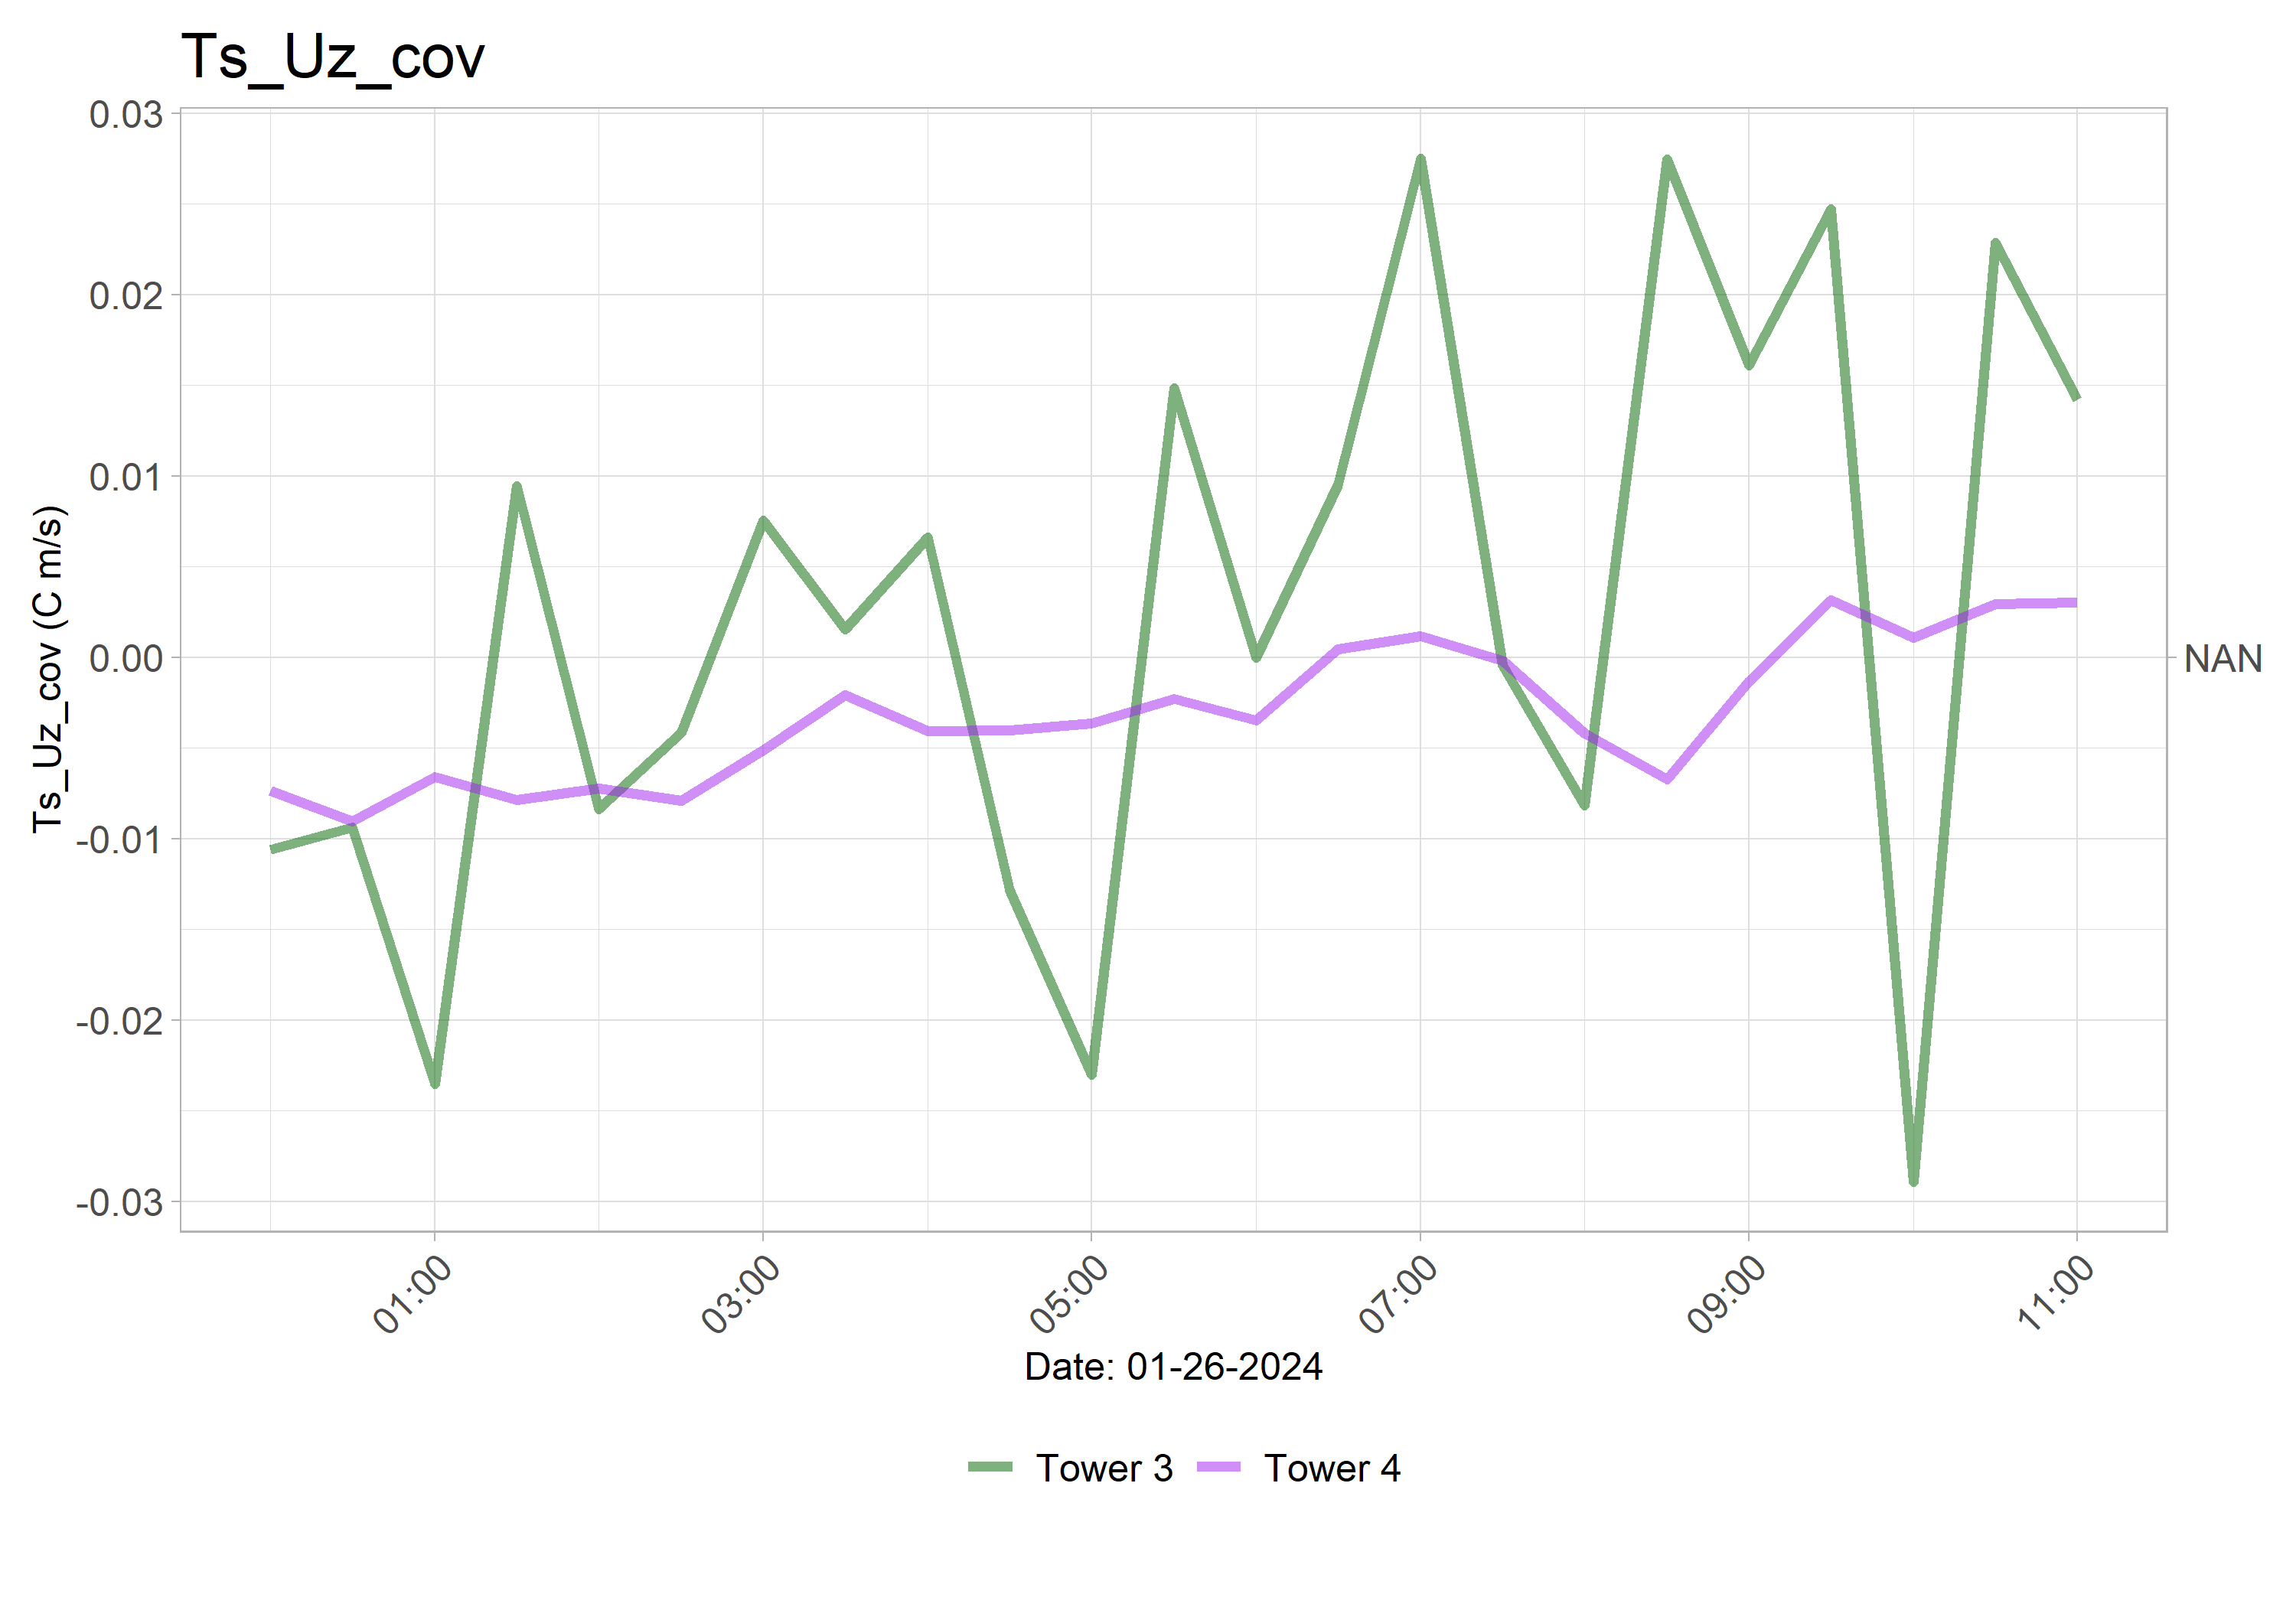 Ts_Uz_cov
Ts_Uz_cov (C m/s)
0.03
0.02
0.01
0.00
-0.01
-0.02
-0.03
NAN
01:00
03:00
05:00
07:00
09:00
11:00
Date: 01-26-2024
Tower 3
Tower 4